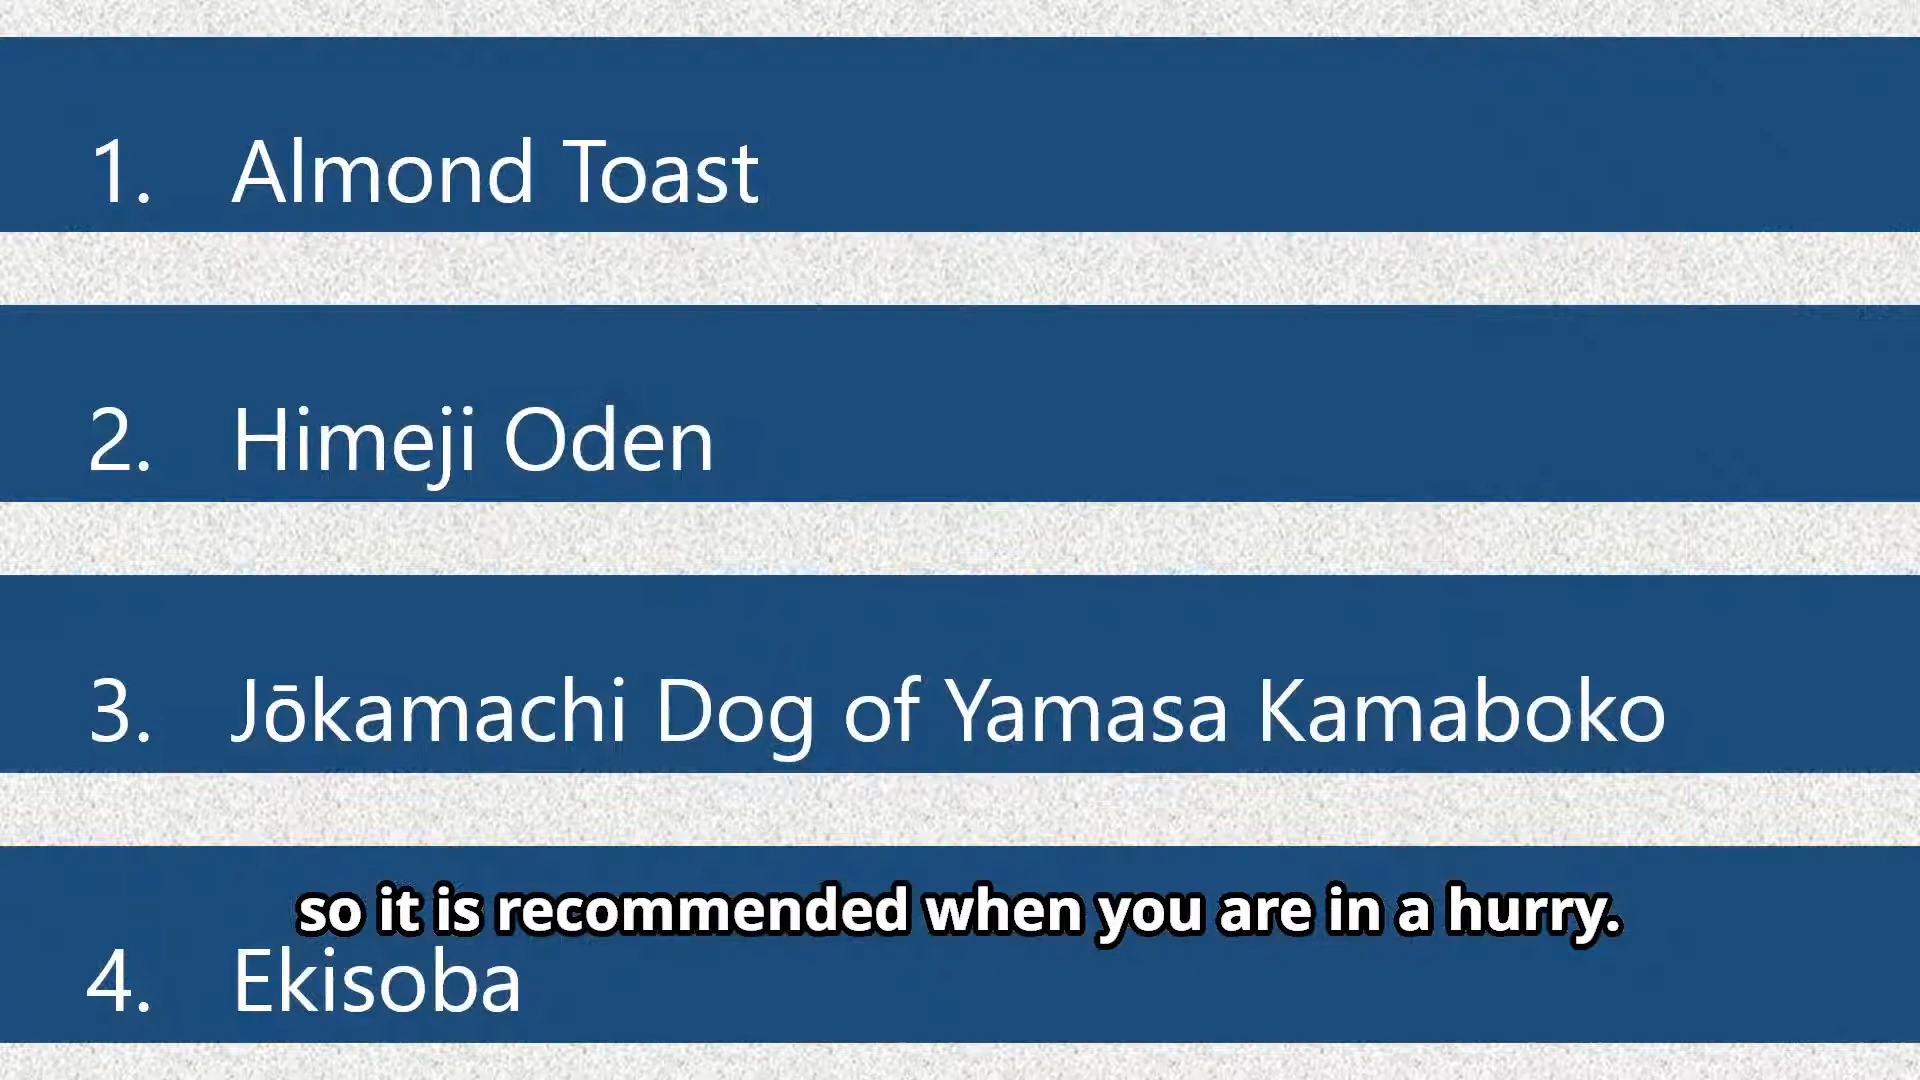 1. Almond Toast
2. Himeji Oden
3. Jōkamachi Dog of Yamasa Kamaboko
so it is recommended when you are in a hurry.
4. Ekisoba